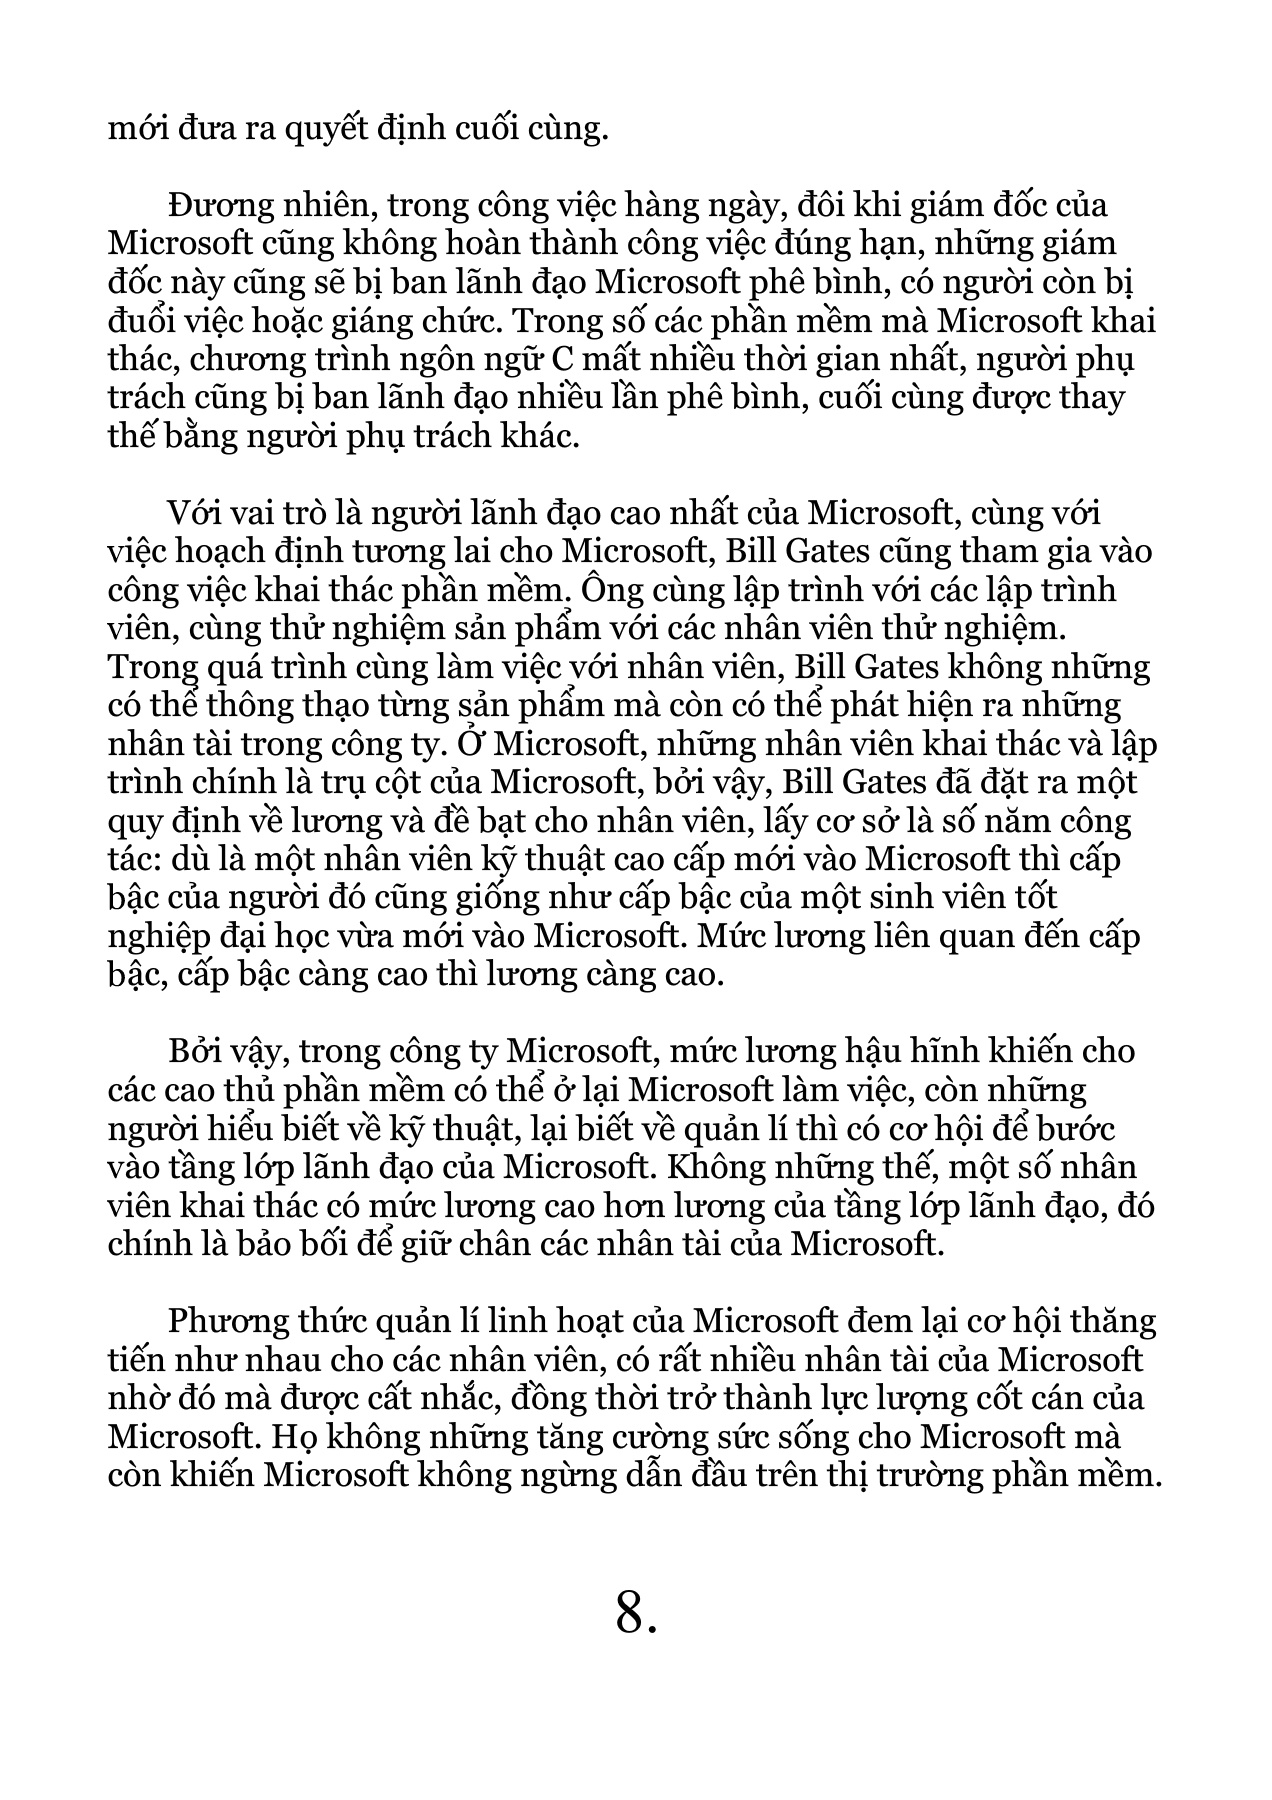 mới đưa ra quyết định cuối cùng.
Đương nhiên, trong công việc hàng ngày, đôi khi giám đốc của
Microsoft cũng không hoàn thành công việc đúng hạn, những giám
đốc này cũng sẽ bị ban lãnh đạo Microsoft phê bình, có người còn bị
đuổi việc hoặc giáng chức. Trong số các phần mềm mà Microsoft khai
thác, chương trình ngôn ngữ C mất nhiều thời gian nhất, người phụ
trách cũng bị ban lãnh đạo nhiều lần phê bình, cuối cùng được thay
thế bằng người phụ trách khác.
Với vai trò là người lãnh đạo cao nhất của Microsoft, cùng với
việc hoạch định tương lai cho Microsoft, Bill Gates cũng tham gia vào
công việc khai thác phần mềm. Ông cùng lập trình với các lập trình
viên, cùng thử nghiệm sản phẩm với các nhân viên thử nghiệm.
Trong quá trình cùng làm việc với nhân viên, Bill Gates không những
có thể thông thạo từng sản phẩm mà còn có thể phát hiện ra những
nhân tài trong công ty. Ở Microsoft, những nhân viên khai thác và lập
trình chính là trụ cột của Microsoft, bởi vậy, Bill Gates đã đặt ra một
quy định về lương và đề bạt cho nhân viên, lấy cơ sở là số năm công
tác: dù là một nhân viên kỹ thuật cao cấp mới vào Microsoft thì cấp
bậc của người đó cũng giống như cấp bậc của một sinh viên tốt
nghiệp đại học vừa mới vào Microsoft. Mức lương liên quan đến cấp
bậc, cấp bậc càng cao thì lương càng cao.
Bởi vậy, trong công ty Microsoft, mức lương hậu hĩnh khiến cho
các cao thủ phần mềm có thể ở lại Microsoft làm việc, còn những
người hiểu biết về kỹ thuật, lại biết về quản lí thì có cơ hội để bước
vào tầng lớp lãnh đạo của Microsoft. Không những thế, một số nhân
viên khai thác có mức lương cao hơn lương của tầng lớp lãnh đạo, đó
chính là bảo bối để giữ chân các nhân tài của Microsoft.
Phương thức quản lí linh hoạt của Microsoft đem lại cơ hội thăng
tiến như nhau cho các nhân viên, có rất nhiều nhân tài của Microsoft
nhờ đó mà được cất nhắc, đồng thời trở thành lực lượng cốt cán của
Microsoft. Họ không những tăng cường sức sống cho Microsoft mà
còn khiến Microsoft không ngừng dẫn đầu trên thị trường phần mềm.
8.